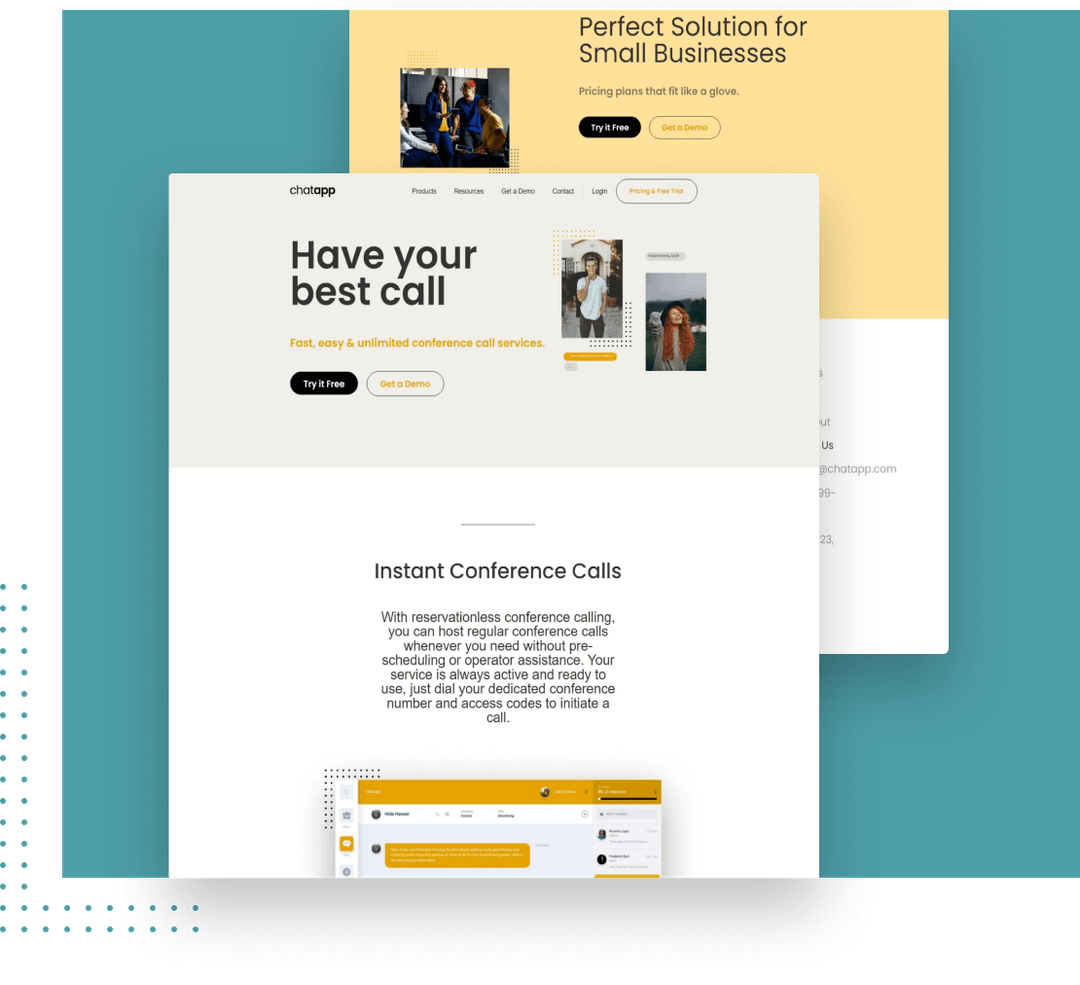 Perfect Solution for
Small Businesses
Pricing plans that fit like a glove.
Try it Free
Get a Demo
chatapp
Products
Resources
Get a Demo
Contact
Login
Pricing & Free Trial
Have your
best call
Fast, easy & unlimited conference call services.
Try it Free
Get a Demo
Good morning, Sarah
s
out
Us
@chatapp.com
99-
23,
Instant Conference Calls
With reservationless conference calling,
you can host regular conference calls
whenever you need without pre-
scheduling or operator assistance. Your
service is always active and ready to
use, just dial your dedicated conference
number and access codes to initiate a
call.
Hilda Hansen
Advertising